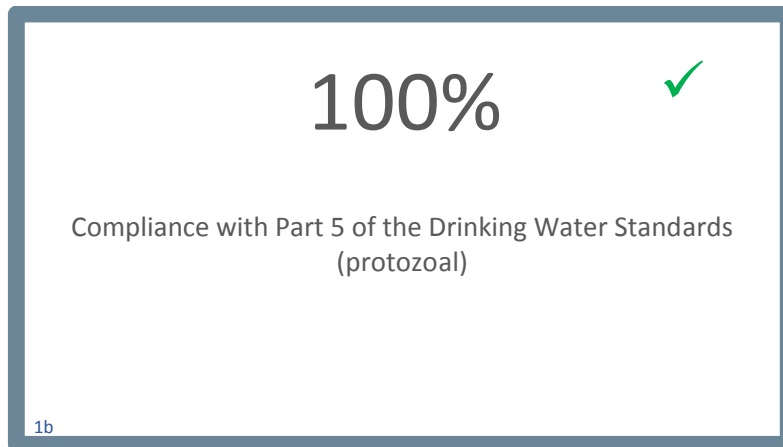 100%
Compliance with Part 5 of the Drinking Water Standards
(protozoal)
1b